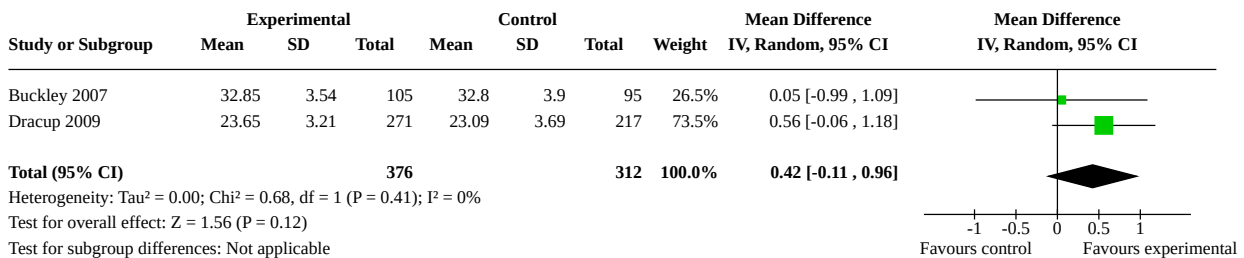 Experimental Control Mean Difference Mean Difference
Study or Subgroup Mean SD Total Mean SD Total Weight IV, Random, 95% CI IV, Random, 95% CI
Buckley 2007 32.85 3.54 105 32.8 3.9 95 26.5% 0.05 [-0.99 , 1.09]
Dracup 2009 23.65 3.21 271 23.09 3.69 217 73.5% 0.56 [-0.06 , 1.18]
Total (95% CI) 376 312 100.0% 0.42 [-0.11 , 0.96]
Heterogeneity: Tau² = 0.00; Chi² = 0.68, df = 1 (P = 0.41); I² = 0%
Test for overall effect: Z = 1.56 (P = 0.12)
-1 -0.5 0 0.5 1
Test for subgroup differences: Not applicable
Favours control Favours experimental